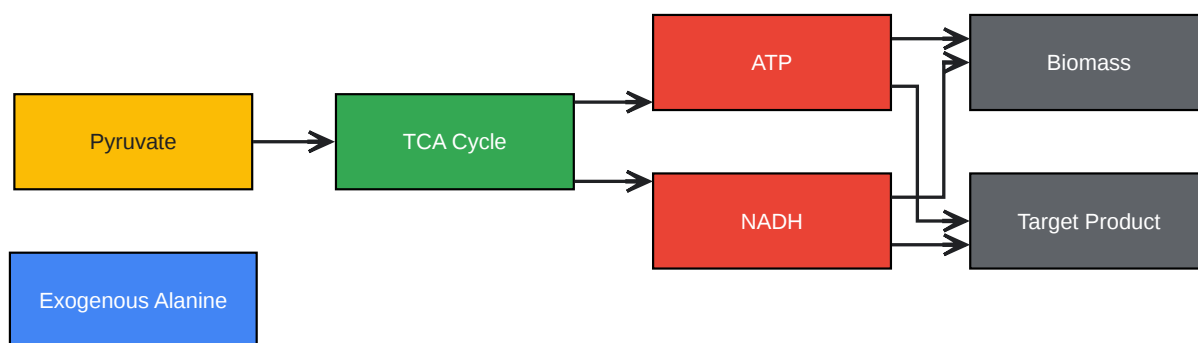 Pyruvate
TCA Cycle
ATP
NADH
Biomass
Target Product
Exogenous Alanine